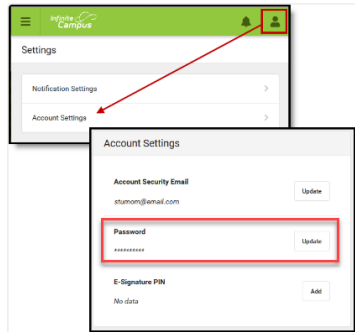 Infinite
Campus
Settings
Notification Settings
Account Settings
Account Settings
Account Security Email
Update
stumom@email.com
Password
Update
**********
E-Signature PIN
Add
No data